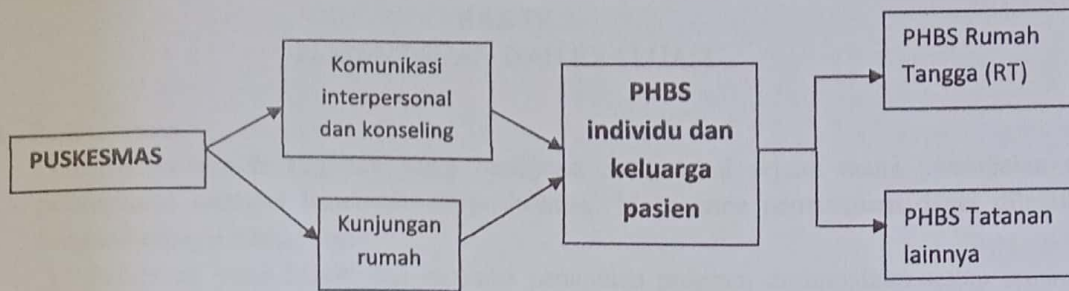 PUSKESMAS
Komunikasi
interpersonal
dan konseling
Kunjungan
rumah
PHBS
individu dan
keluarga
pasien
PHBS Rumah
Tangga (RT)
PHBS Tatanan
lainnya